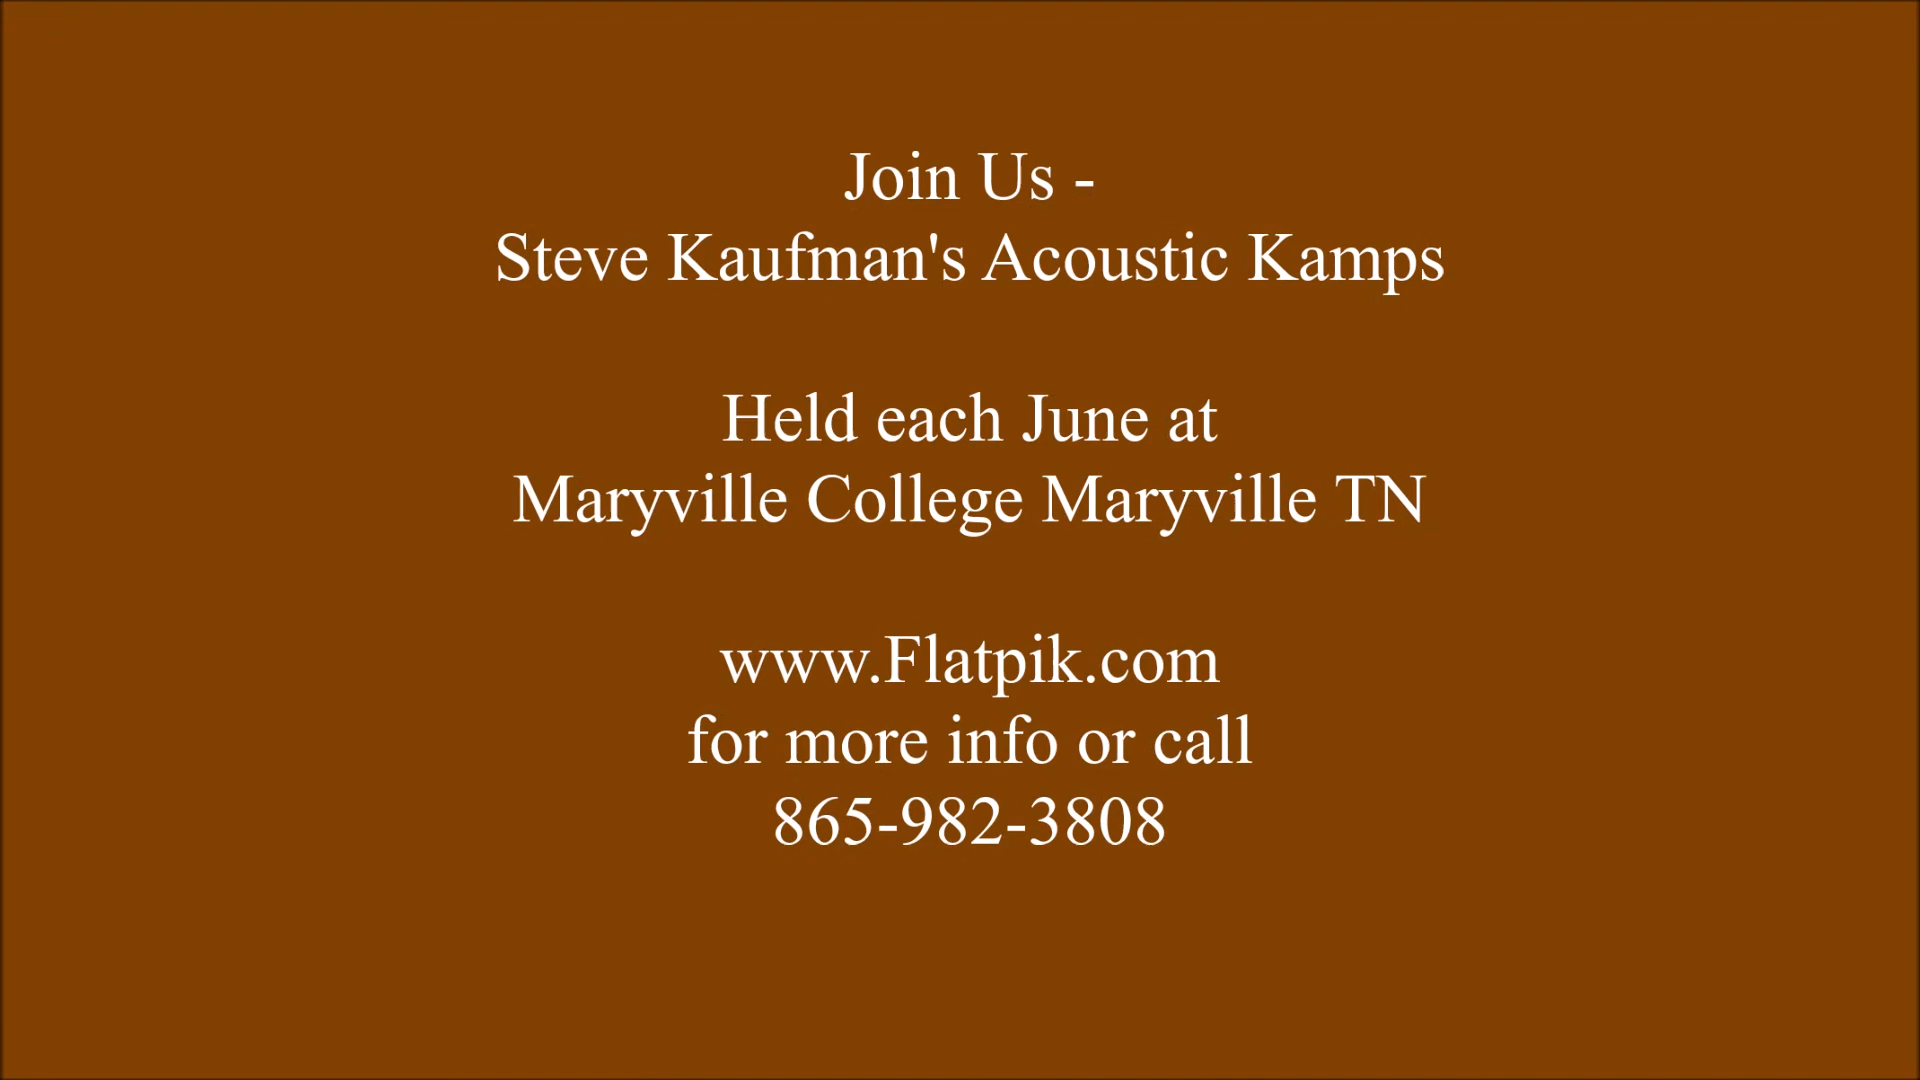 Join Us -
Steve Kaufman's Acoustic Kamps
Held each June at
Maryville College Maryville TN
www.Flatpik.com
for more info or call
865-982-3808